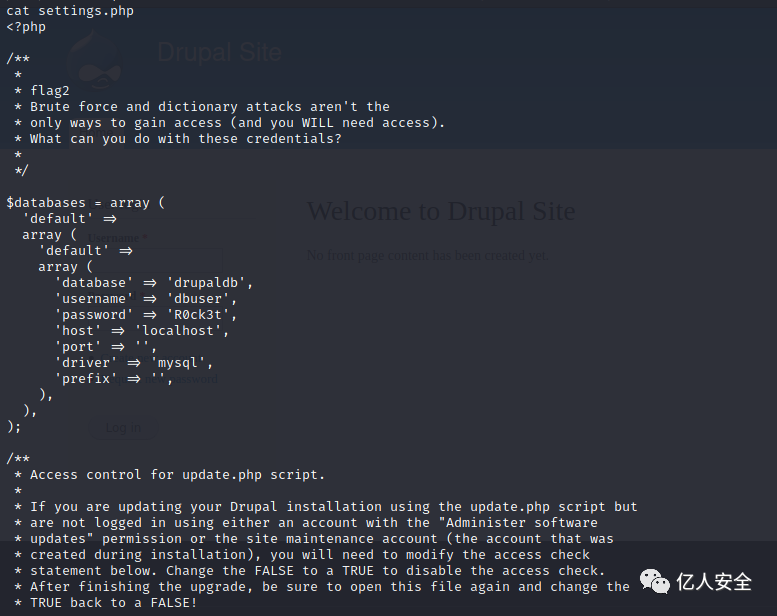 cat settings.php
<?php
/**
 *
 * flag2
 * Brute force and dictionary attacks aren't the
 * only ways to gain access (and you WILL need access).
 * What can you do with these credentials?
 *
 */
$databases = array (
  'default' =>
  array (
    'default' =>
    array (
      'database' => 'drupaldb',
      'username' => 'dbuser',
      'password' => 'R0ck3t',
      'host' => 'localhost',
      'port' => '',
      'driver' => 'mysql',
      'prefix' => '',
    ),
  ),
);
/**
 * Access control for update.php script.
 *
 * If you are updating your Drupal installation using the update.php script but
 * are not logged in using either an account with the "Administer software
 * updates" permission or the site maintenance account (the account that was
 * created during installation), you will need to modify the access check
 * statement below. Change the FALSE to a TRUE to disable the access check.
 * After finishing the upgrade, be sure to open this file again and change the
 * TRUE back to a FALSE!
Drupal Site
Welcome to Drupal Site
Username *
No front page content has been created yet.
password
Log in
亿人安全